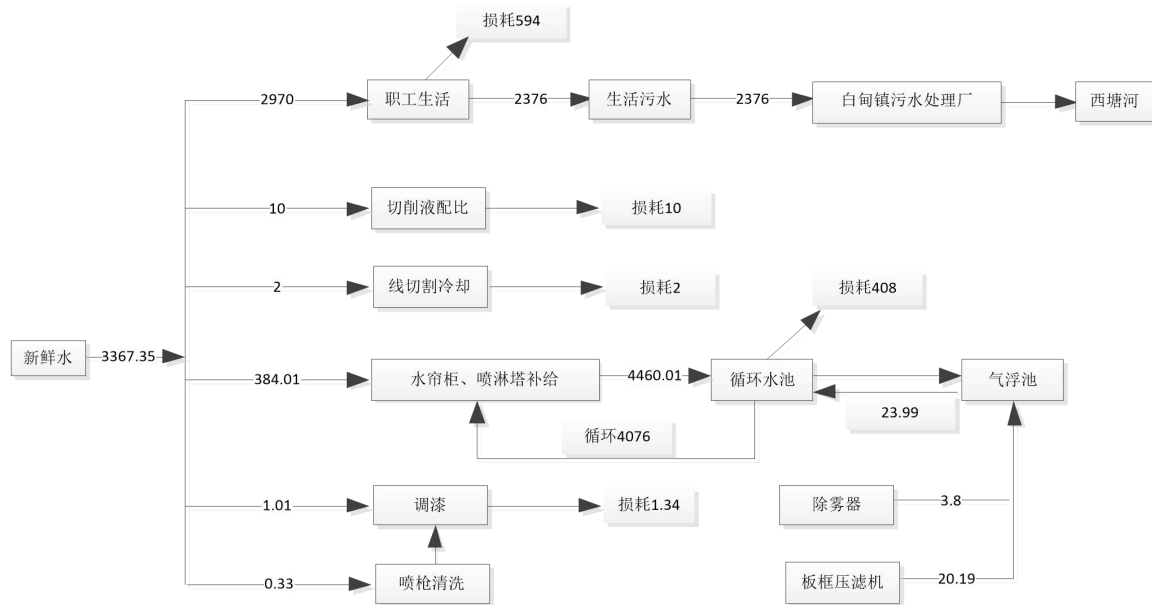 损耗594
2970
职工生活
2376
生活污水
2376
白甸镇污水处理厂
西塘河
10
切削液配比
损耗10
2
线切割冷却
损耗2
损耗408
新鲜水
3367.35
384.01
水帘柜、喷淋塔补给
4460.01
循环水池
气浮池
23.99
循环4076
1.01
调漆
损耗1.34
除雾器
3.8
0.33
喷枪清洗
板框压滤机
20.19